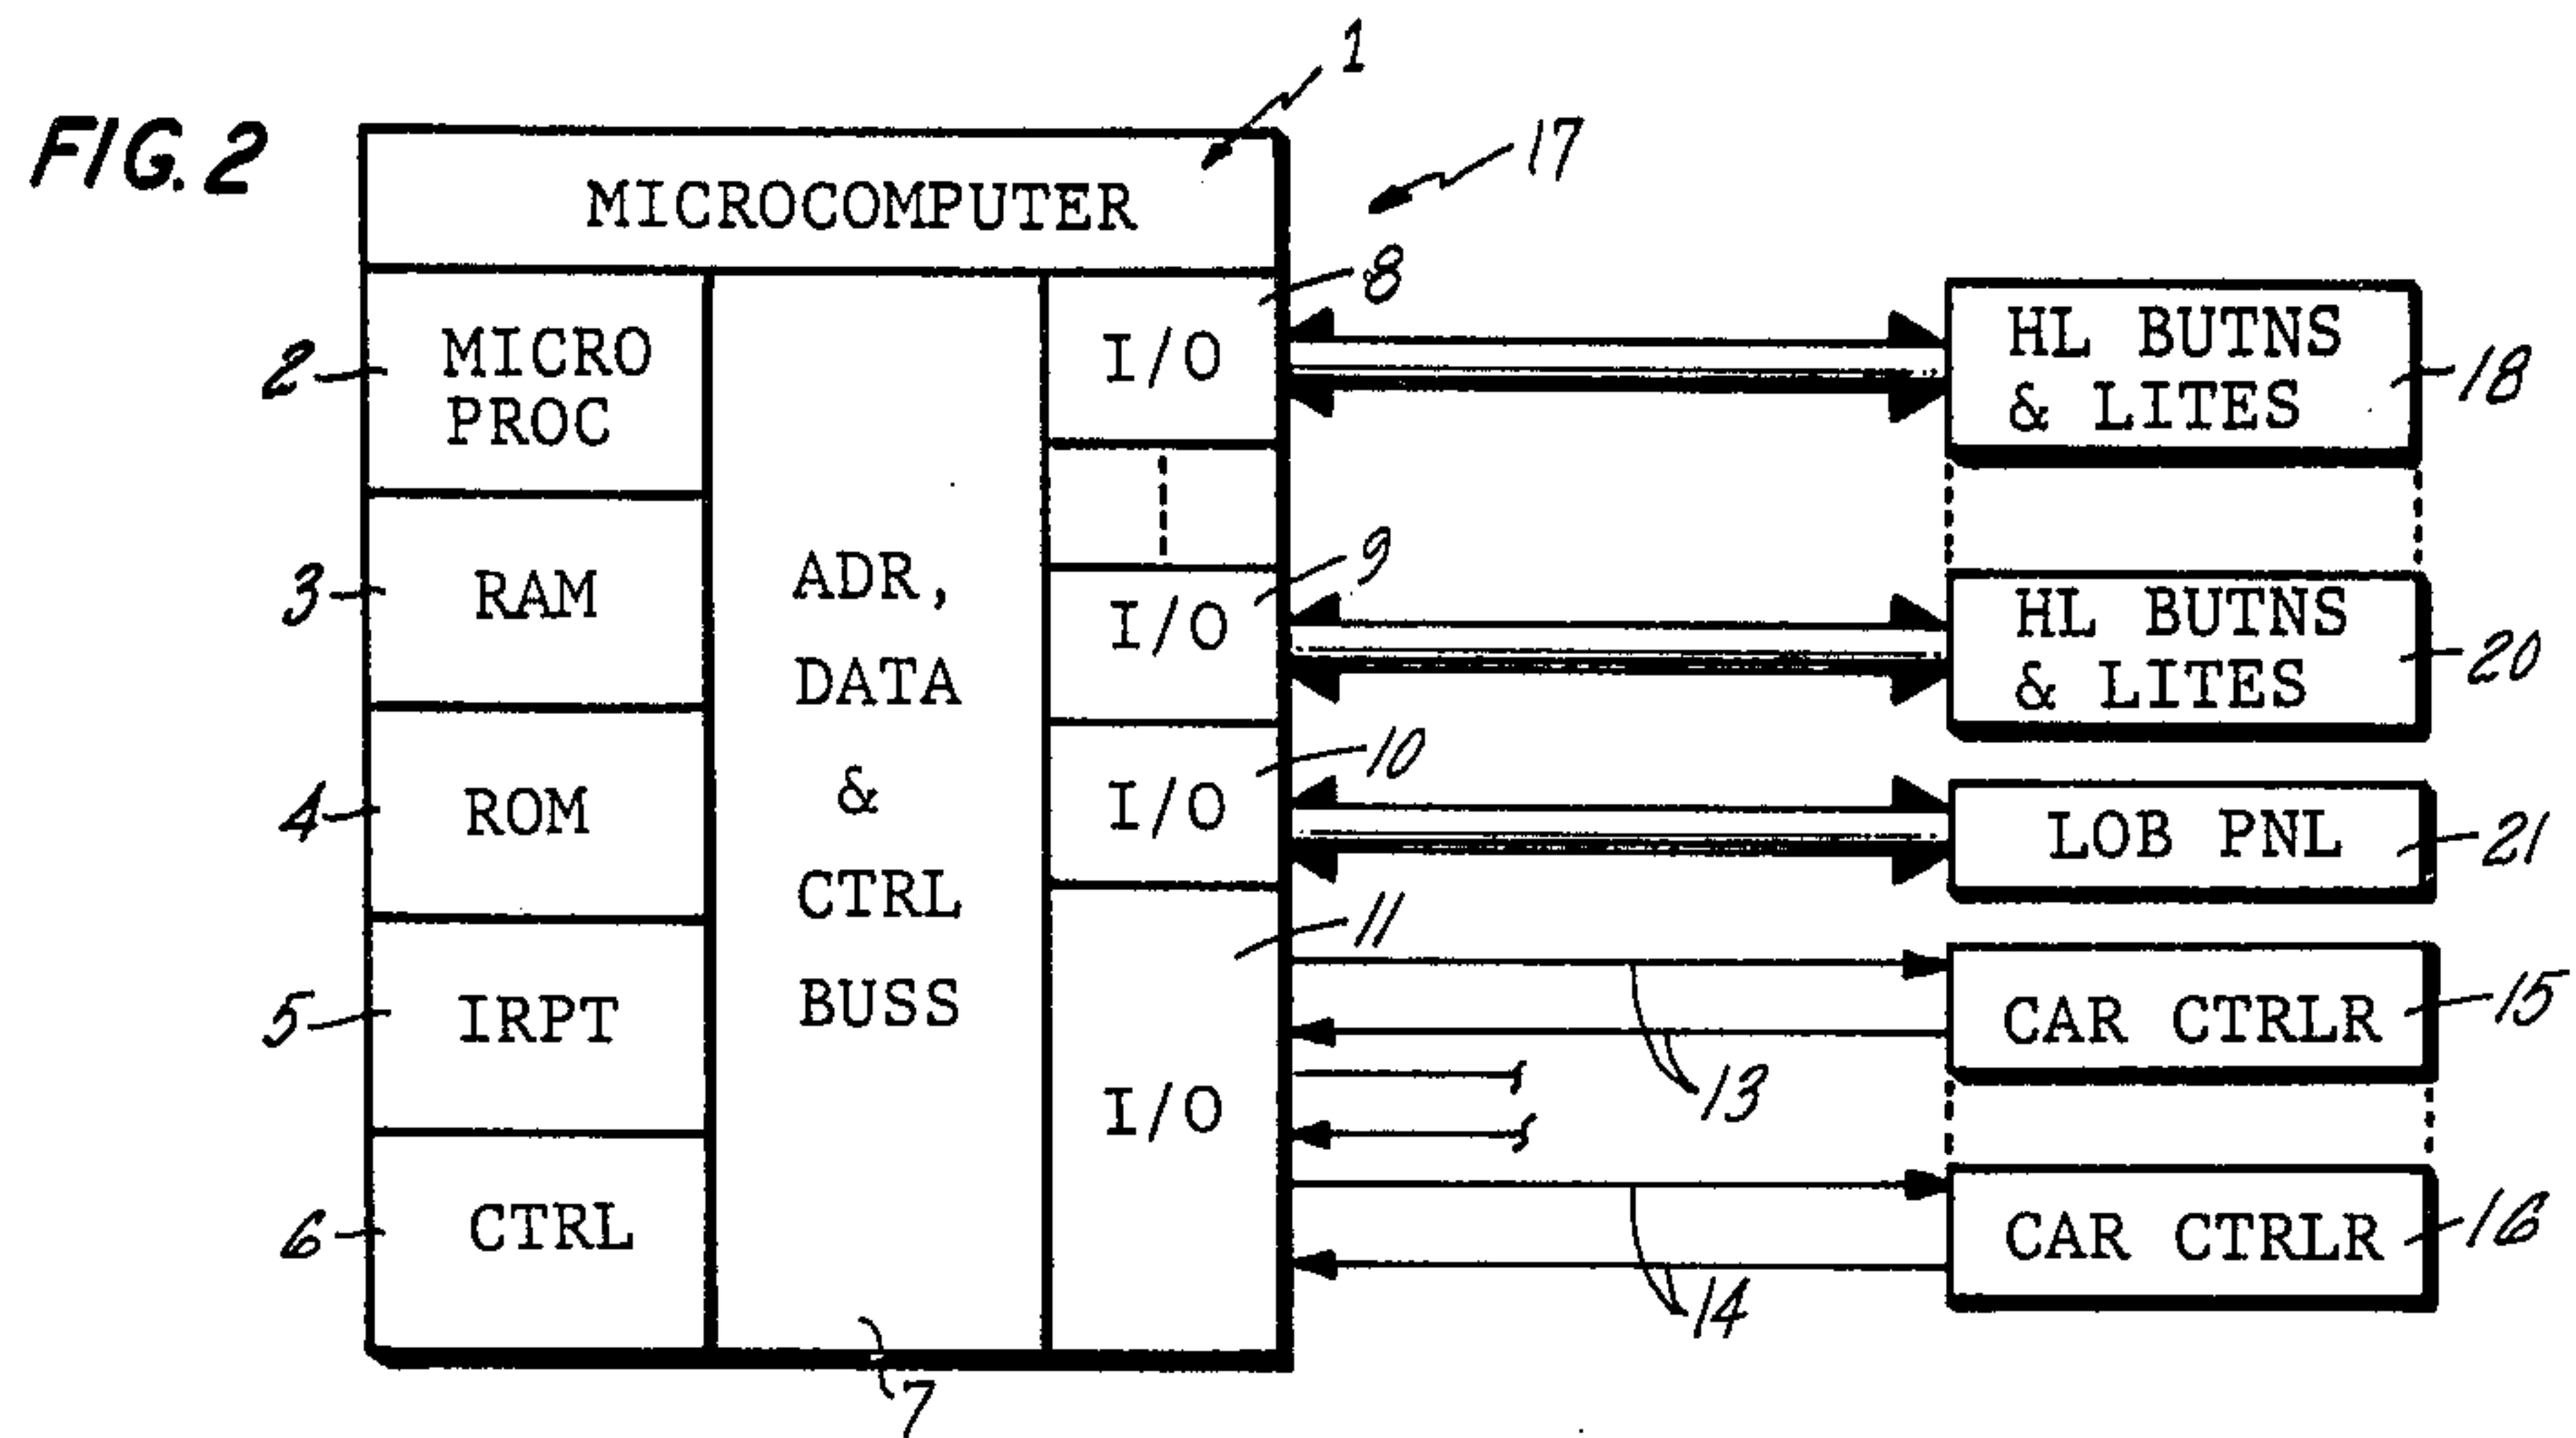 FIG. 2
1
17
MICROCOMPUTER
2
MICRO
PROC
3
RAM
4
ROM
5
IRPT
6
CTRL
ADR,
DATA
&
CTRL
BUSS
7
8
I/O
9
I/O
10
I/O
11
I/O
HL BUTNS
& LITES
18
HL BUTNS
& LITES
20
LOB PNL
21
13
CAR CTRLR
15
14
CAR CTRLR
16